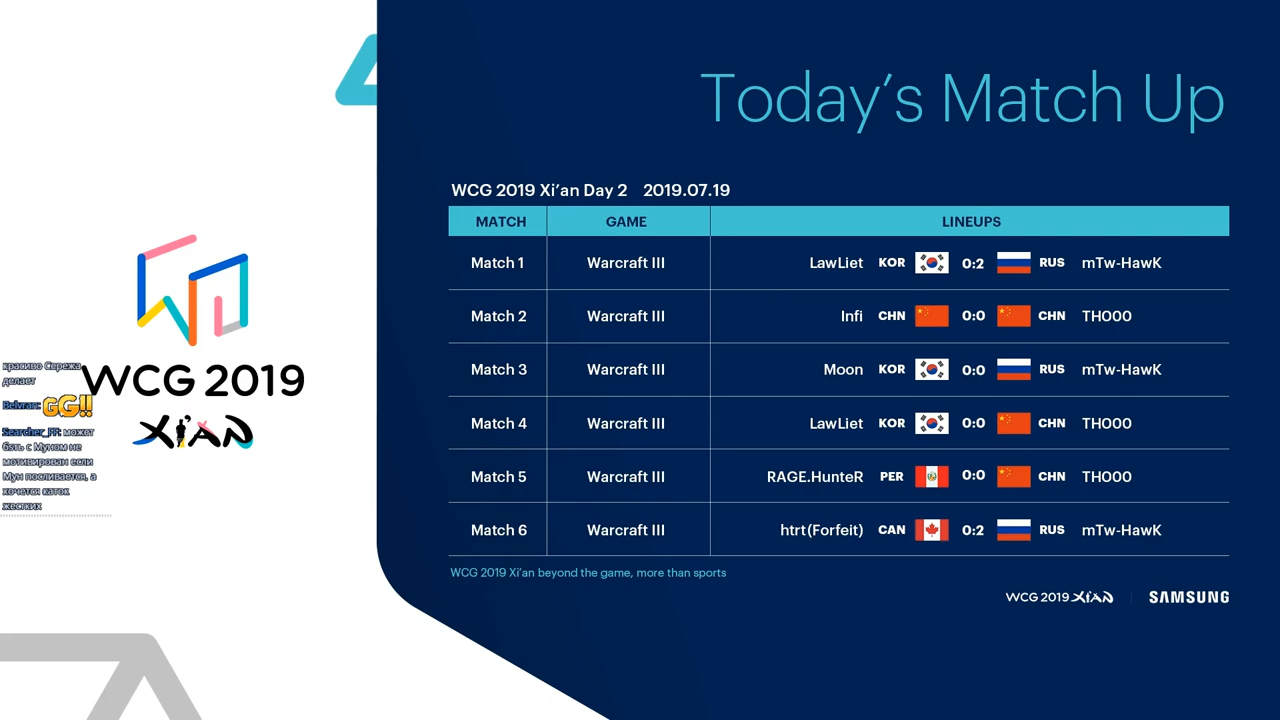 Today's Match Up
WCG 2019 Xi'an Day 2 2019.07.19
MATCH GAME LINEUPS
Match 1 Warcraft III LawLiet KOR 0:2 RUS mTw-HawK
Match 2 Warcraft III Infi CHN 0:0 CHN TH000
Match 3 Warcraft III Moon KOR 0:0 RUS mTw-HawK
Match 4 Warcraft III LawLiet KOR 0:0 CHN TH000
Match 5 Warcraft III RAGE.HunteR PER 0:0 CHN TH000
Match 6 Warcraft III htrt(Forfeit) CAN 0:2 RUS mTw-HawK
WCG 2019 Xi'an beyond the game, more than sports
WCG 2019 XIAN SAMSUNG
WCG 2019
XIAN
красиво Сережа
делает
Belvran: GG!!
Searcher_FF: может
быть с Муном не
мотивирован если
Мун посливается, а
хочется каток
жестких